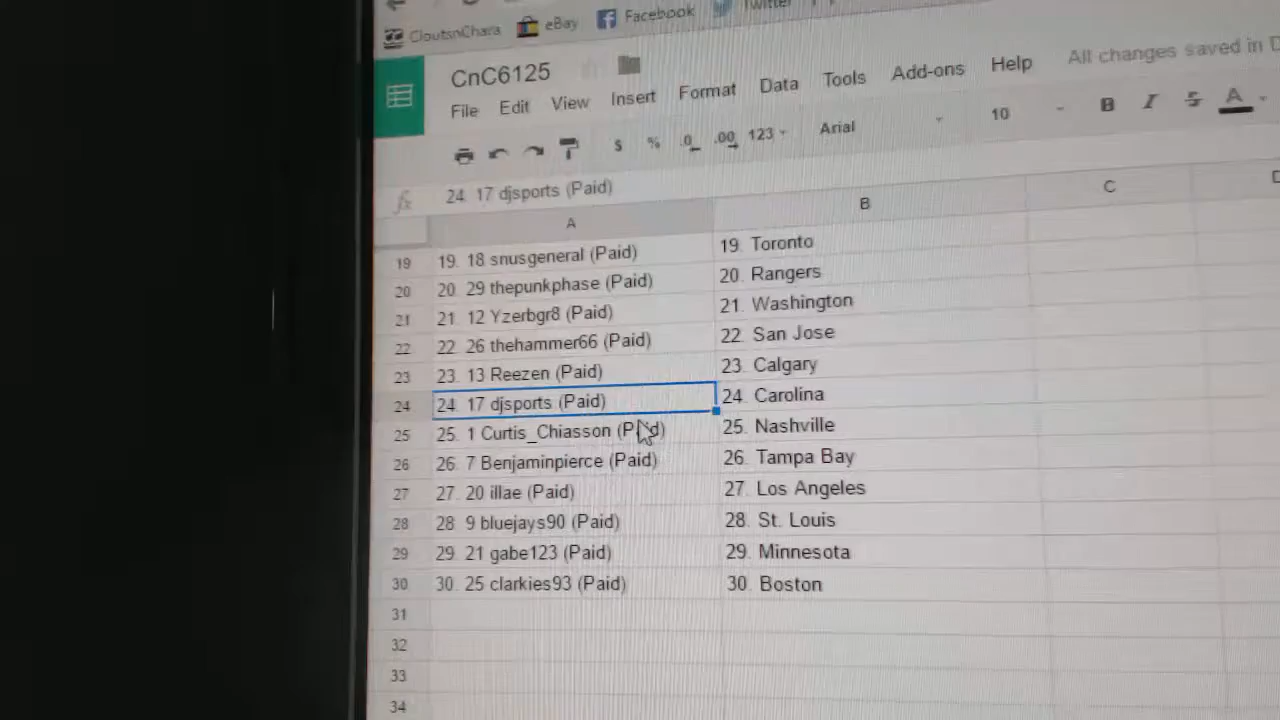 CloutsnChara eBay Facebook Twitter
CnC6125
File Edit View Insert Format Data Tools Add-ons Help All changes saved in D
$ % .0 .00 123 Arial 10 B I S A
fx 24. 17 djsports (Paid)
A B C D
19 19. 18 snusgeneral (Paid) 19. Toronto
20 20. 29 thepunkphase (Paid) 20. Rangers
21 21. 12 Yzerbgr8 (Paid) 21. Washington
22 22. 26 thehammer66 (Paid) 22. San Jose
23 23. 13 Reezen (Paid) 23. Calgary
24 24. 17 djsports (Paid) 24. Carolina
25 25. 1 Curtis_Chiasson (Paid) 25. Nashville
26 26. 7 Benjaminpierce (Paid) 26. Tampa Bay
27 27. 20 illae (Paid) 27. Los Angeles
28 28. 9 bluejays90 (Paid) 28. St. Louis
29 29. 21 gabe123 (Paid) 29. Minnesota
30 30. 25 clarkies93 (Paid) 30. Boston
31
32
33
34